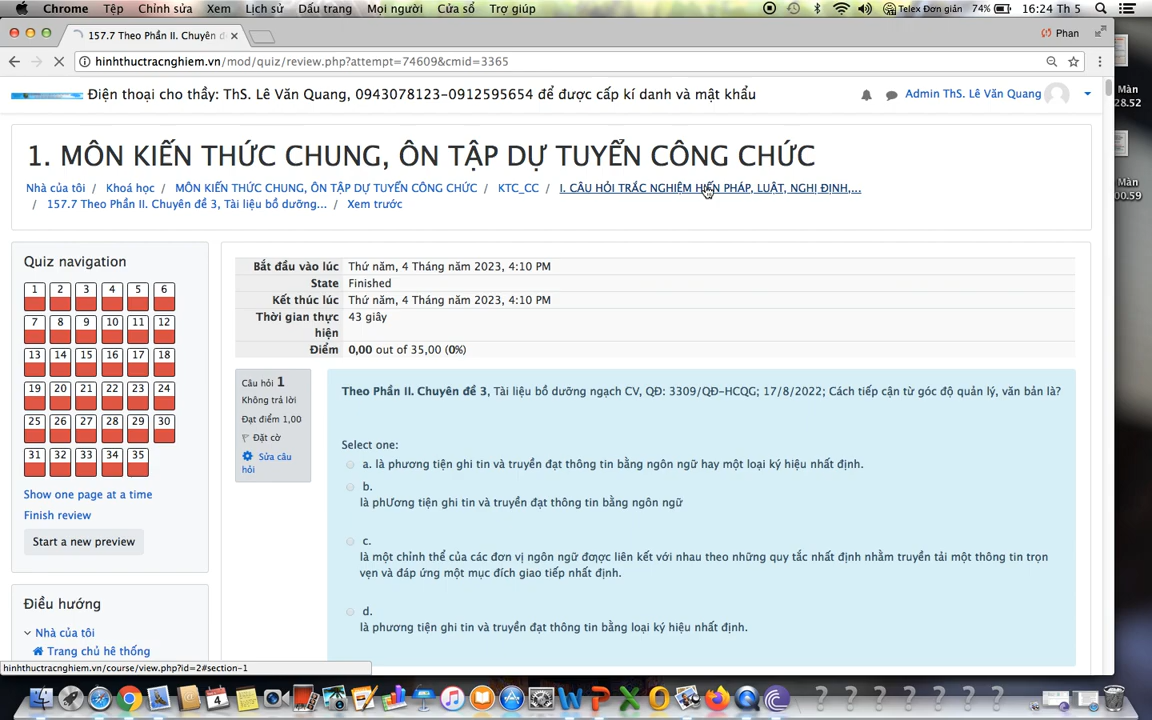 Chrome Tệp Chỉnh sửa Xem Lịch sử Dấu trang Mọi người Cửa sổ Trợ giúp Telex Đơn giản 74% 16:24 Th 5
157.7 Theo Phần II. Chuyên đ Phan
hinhthuctracnghiem.vn/mod/quiz/review.php?attempt=74609&cmid=3365
Màn
28.52
Điện thoại cho thầy: ThS. Lê Văn Quang, 0943078123-0912595654 để được cấp kí danh và mật khẩu
Admin ThS. Lê Văn Quang
1. MÔN KIẾN THỨC CHUNG, ÔN TẬP DỰ TUYỂN CÔNG CHỨC
Màn
00.59
Nhà của tôi / Khoá học / MÔN KIẾN THỨC CHUNG, ÔN TẬP DỰ TUYỂN CÔNG CHỨC / KTC_CC / I. CÂU HỎI TRẮC NGHIỆM HIẾN PHÁP, LUẬT, NGHỊ ĐỊNH,...
/ 157.7 Theo Phần II. Chuyên đề 3, Tài liệu bồ dưỡng... / Xem trước
Quiz navigation
1 2 3 4 5 6
7 8 9 10 11 12
13 14 15 16 17 18
19 20 21 22 23 24
25 26 27 28 29 30
31 32 33 34 35
Show one page at a time
Finish review
Start a new preview
Điều hướng
Nhà của tôi
Trang chủ hệ thống
Bắt đầu vào lúc Thứ năm, 4 Tháng năm 2023, 4:10 PM
State Finished
Kết thúc lúc Thứ năm, 4 Tháng năm 2023, 4:10 PM
Thời gian thực 43 giây
hiện
Điểm 0,00 out of 35,00 (0%)
Câu hỏi 1
Không trả lời
Đạt điểm 1,00
Đặt cờ
Sửa câu
hỏi
Theo Phần II. Chuyên đề 3, Tài liệu bồ dưỡng ngạch CV, QĐ: 3309/QĐ-HCQG; 17/8/2022; Cách tiếp cận từ góc độ quản lý, văn bản là?
Select one:
a. là phương tiện ghi tin và truyền đạt thông tin bằng ngôn ngữ hay một loại ký hiệu nhất định.
b.
là phƯơng tiện ghi tin và truyền đạt thông tin bằng ngôn ngữ
c.
là một chỉnh thể của các đơn vị ngôn ngữ đƣợc liên kết với nhau theo những quy tắc nhất định nhằm truyền tải một thông tin trọn
vẹn và đáp ứng một mục đích giao tiếp nhất định.
d.
là phương tiện ghi tin và truyền đạt thông tin bằng loại ký hiệu nhất định.
hinhthuctracnghiem.vn/course/view.php?id=2#section-1